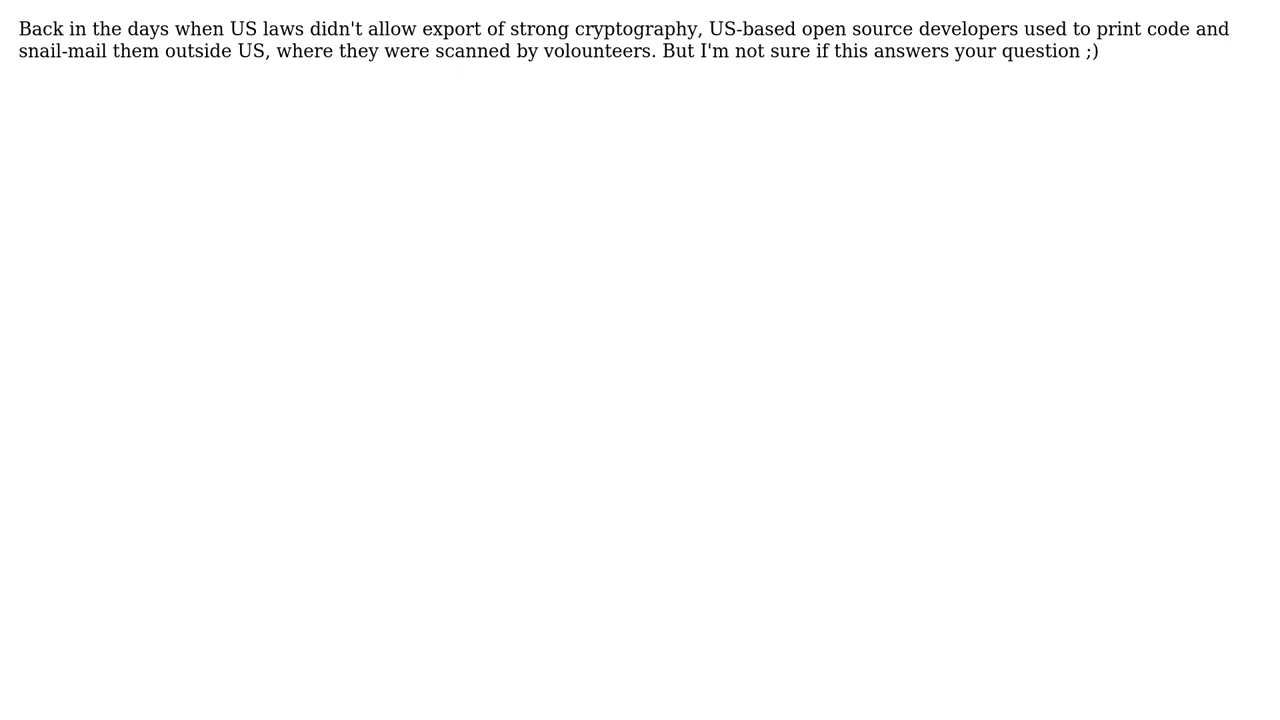 Back in the days when US laws didn't allow export of strong cryptography, US-based open source developers used to print code and
snail-mail them outside US, where they were scanned by volounteers. But I'm not sure if this answers your question ;)